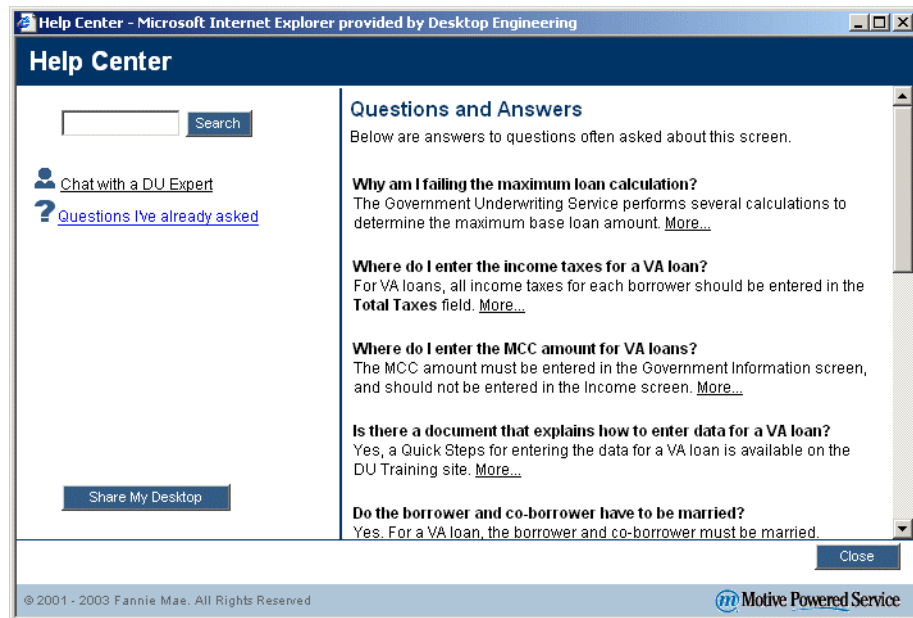 Help Center - Microsoft Internet Explorer provided by Desktop Engineering
Help Center
Search
Chat with a DU Expert
? Questions I've already asked
Share My Desktop
Questions and Answers
Below are answers to questions often asked about this screen.
Why am I failing the maximum loan calculation?
The Government Underwriting Service performs several calculations to
determine the maximum base loan amount. More...
Where do I enter the income taxes for a VA loan?
For VA loans, all income taxes for each borrower should be entered in the
Total Taxes field. More...
Where do I enter the MCC amount for VA loans?
The MCC amount must be entered in the Government Information screen,
and should not be entered in the Income screen. More...
Is there a document that explains how to enter data for a VA loan?
Yes, a Quick Steps for entering the data for a VA loan is available on the
DU Training site. More...
Do the borrower and co-borrower have to be married?
Yes. For a VA loan, the borrower and co-borrower must be married.
Close
© 2001 - 2003 Fannie Mae. All Rights Reserved
m Motive Powered Service